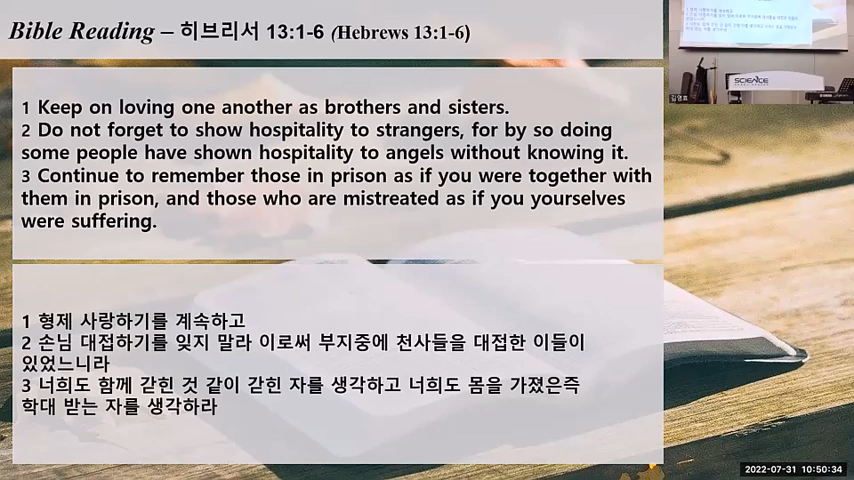 Bible Reading – 히브리서 13:1-6 (Hebrews 13:1-6)
1 Keep on loving one another as brothers and sisters.
2 Do not forget to show hospitality to strangers, for by so doing
some people have shown hospitality to angels without knowing it.
3 Continue to remember those in prison as if you were together with
them in prison, and those who are mistreated as if you yourselves
were suffering.
1 형제 사랑하기를 계속하고
2 손님 대접하기를 잊지 말라 이로써 부지중에 천사들을 대접한 이들이
있었느니라
3 너희도 함께 갇힌 것 같이 갇힌 자를 생각하고 너희도 몸을 가졌은즉
학대 받는 자를 생각하라
SCIENCE
김영효
2022-07-31 10:50:34